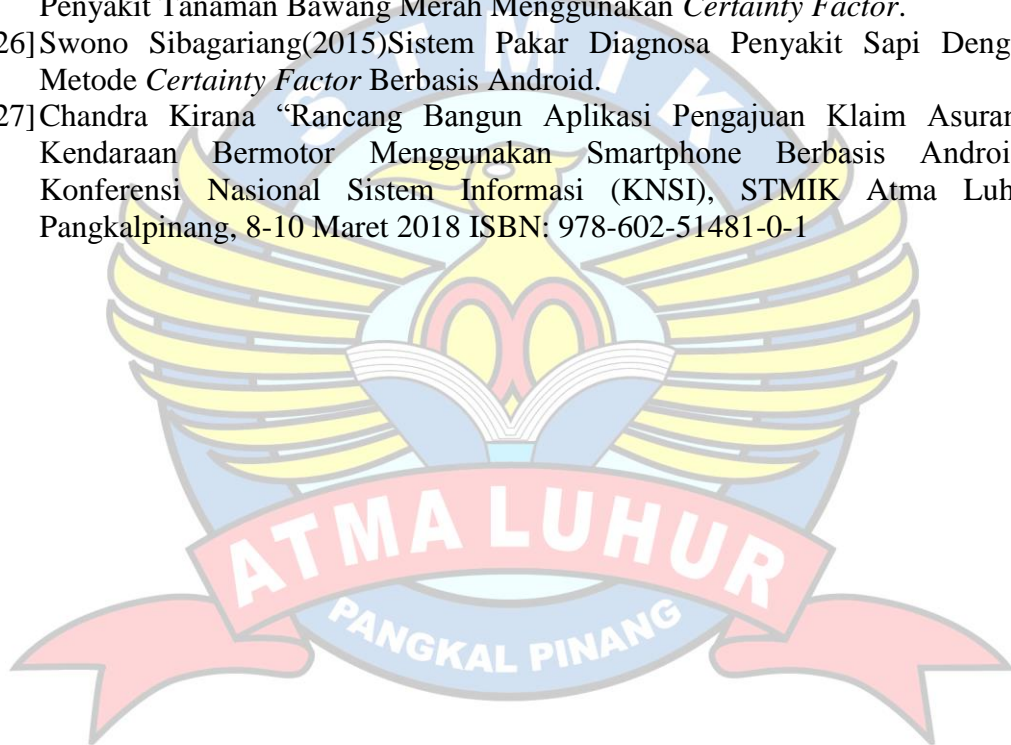 Penyakit Tanaman Bawang Merah Menggunakan Certainty Factor.
26]Swono Sibagariang(2015)Sistem Pakar Diagnosa Penyakit Sapi Deng
Metode Certainty Factor Berbasis Android.
27]Chandra Kirana “Rancang Bangun Aplikasi Pengajuan Klaim Asuran
Kendaraan Bermotor Menggunakan Smartphone Berbasis Androi
Konferensi Nasional Sistem Informasi (KNSI), STMIK Atma Luh
Pangkalpinang, 8-10 Maret 2018 ISBN: 978-602-51481-0-1
STMIK
ATMA LUHUR
PANGKAL PINANG